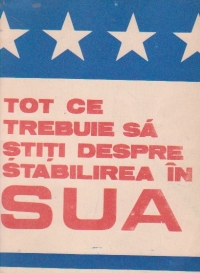 TOT CE
TREBUIE SĂ
ȘTIȚI DESPRE
STABILIREA ÎN
SUA